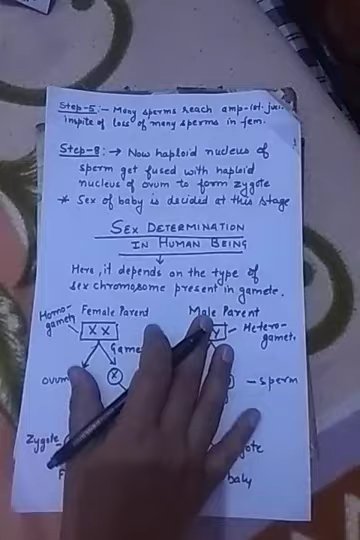 Step-5:- Many sperms reach amp-ist. jun.
Inspite of loss of many sperms in fem.
Step-8:→ Now haploid nucleus of
sperm get fused with haploid
nucleus of ovum to form zygote
* Sex of baby is decided at this stage
SEX DETERMINATION
IN HUMAN BEING
Here, it depends on the type of
sex chromosome present in gamete.
Homo- Female Parent Male Parent
gamety XX Y Hetero-
gamet.
Game
ovum X - sperm
Zygote
baby